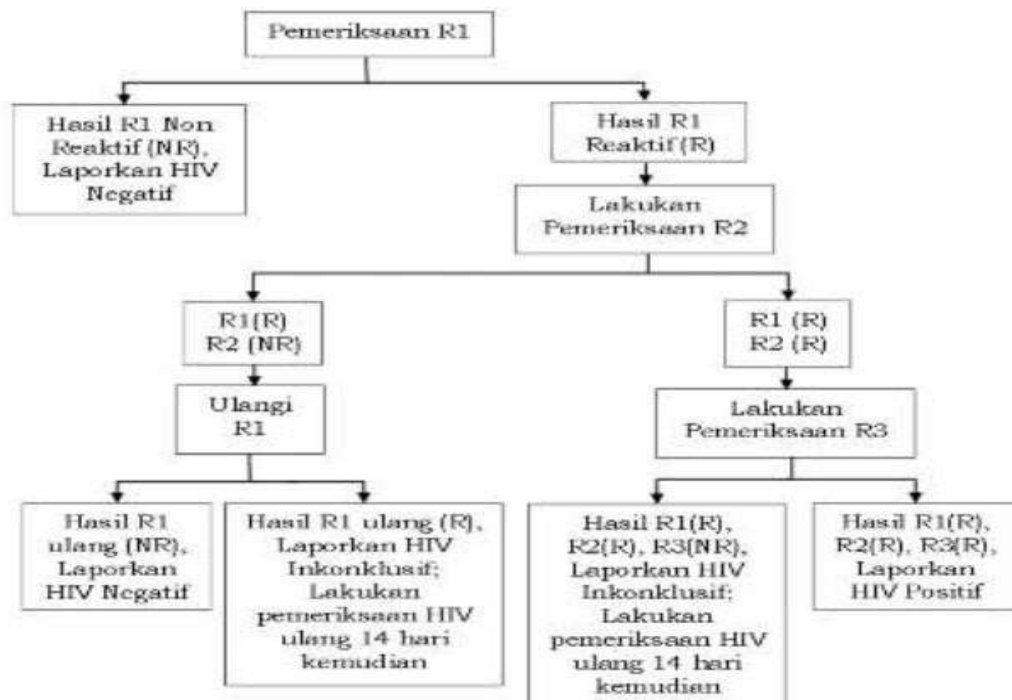 Pemeriksaan R1
Hasil R1 Non
Reaktif (NR),
Laporkan HIV
Negatif
Hasil R1
Reaktif (R)
Lakukan
Pemeriksaan R2
R1(R)
R2 (NR)
R1 (R)
R2 (R)
Ulangi
R1
Lakukan
Pemeriksaan R3
Hasil R1
ulang (NR),
Laporkan
HIV Negatif
Hasil R1 ulang (R),
Laporkan HIV
Inkonklusif;
Lakukan
pemeriksaan HIV
ulang 14 hari
kemudian
Hasil R1(R),
R2(R), R3(NR),
Laporkan HIV
Inkonklusif;
Lakukan
pemeriksaan HIV
ulang 14 hari
kemudian
Hasil R1(R),
R2(R), R3(R),
Laporkan
HIV Positif